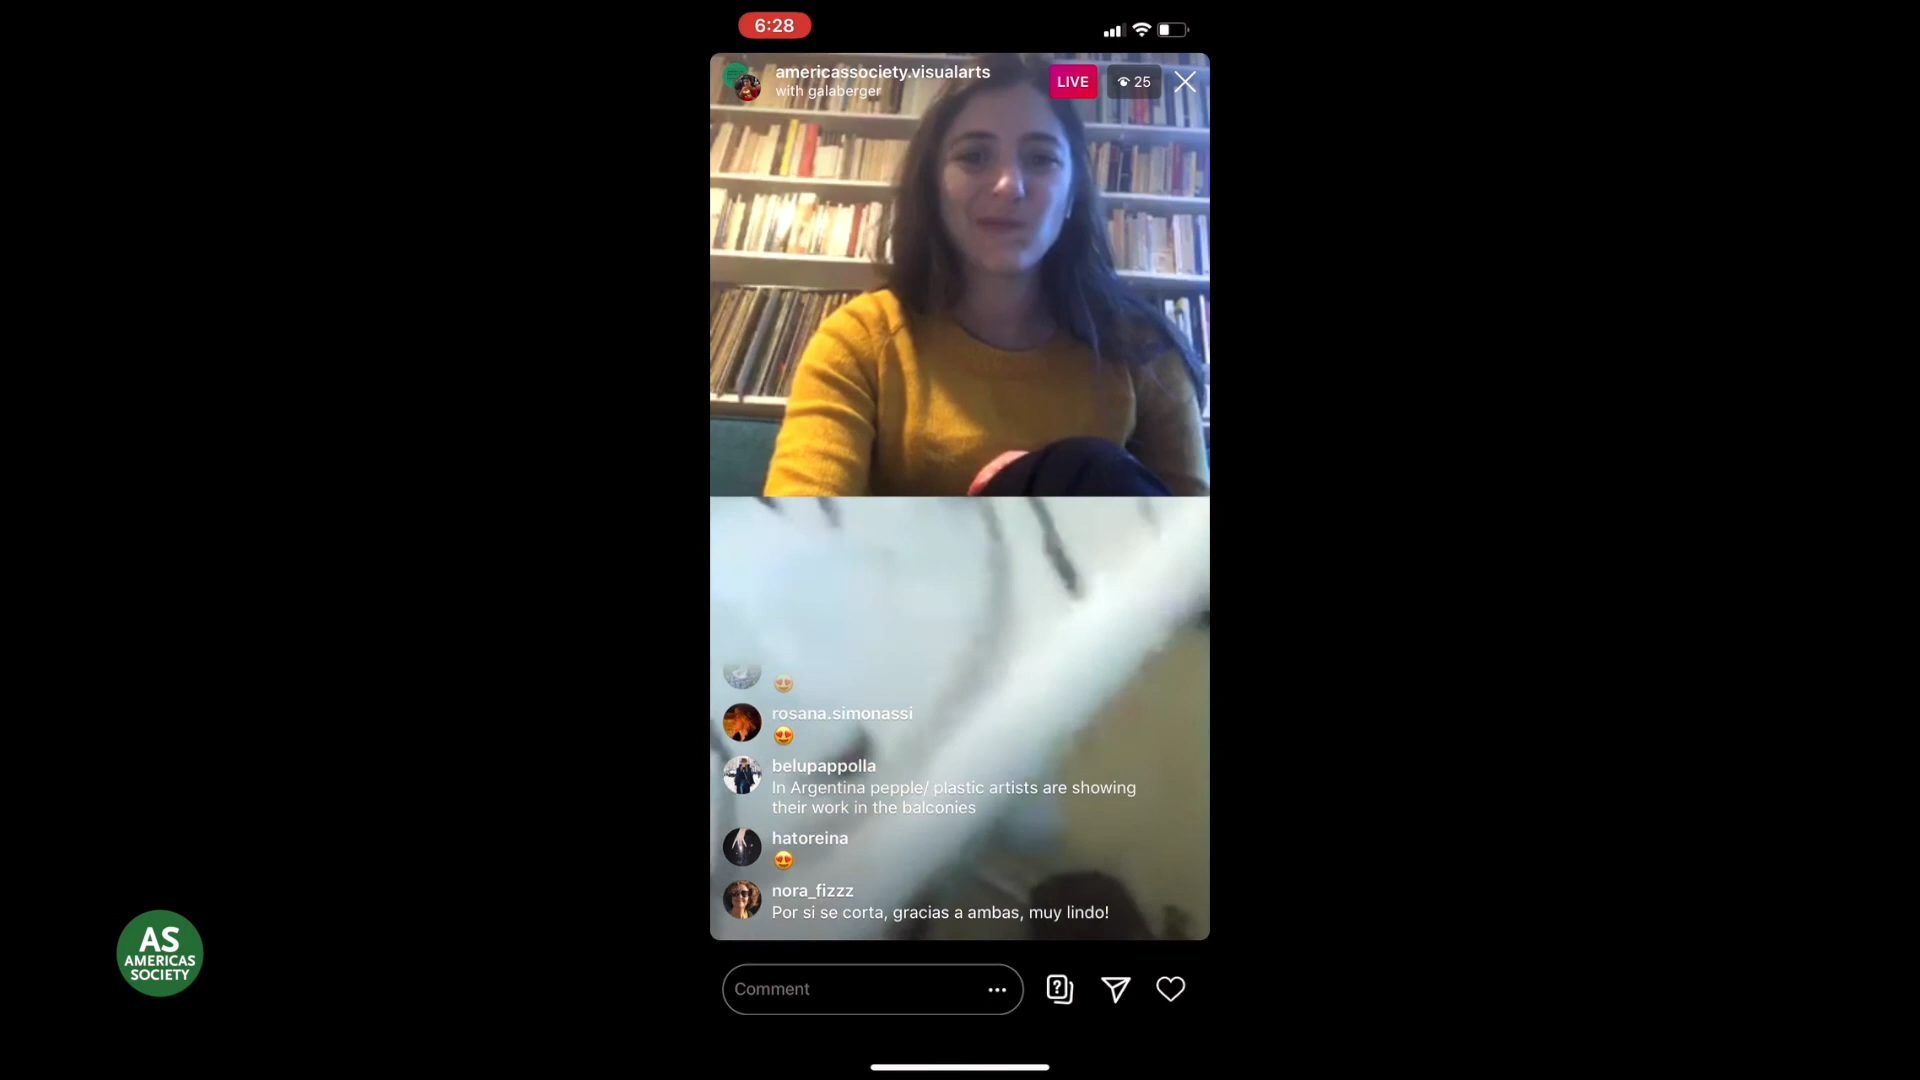 6:28
americassociety.visualarts
with galaberger
LIVE
25
rosana.simonassi
😍
belupappolla
In Argentina pepple/ plastic artists are showing
their work in the balconies
hatoreina
😍
nora_fizzz
Por si se corta, gracias a ambas, muy lindo!
Comment
AS
AMERICAS
SOCIETY